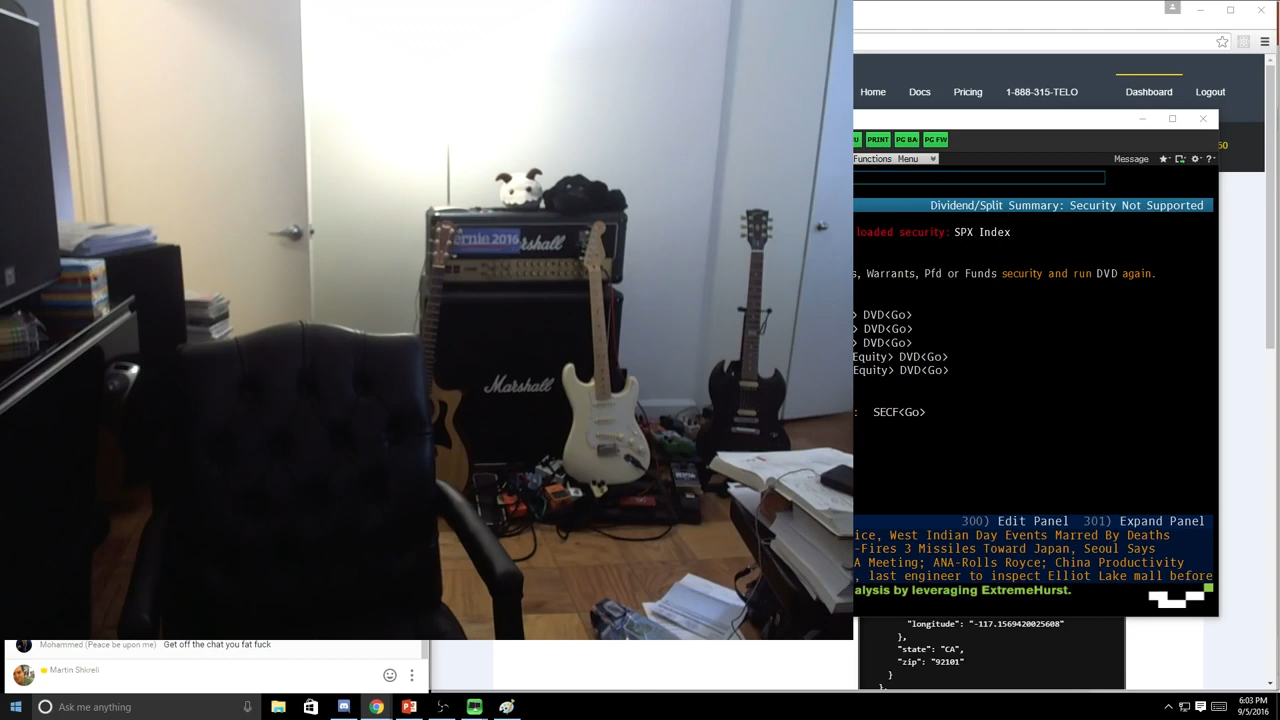 Home Docs Pricing 1-888-315-TELO Dashboard Logout
PRINT PG BA PG FW
Functions Menu Message
Dividend/Split Summary: Security Not Supported
loaded security: SPX Index
s, Warrants, Pfd or Funds security and run DVD again.
> DVD<Go>
> DVD<Go>
> DVD<Go>
Equity> DVD<Go>
Equity> DVD<Go>
: SECF<Go>
300) Edit Panel 301) Expand Panel
ice, West Indian Day Events Marred By Deaths
-Fires 3 Missiles Toward Japan, Seoul Says
A Meeting; ANA-Rolls Royce; China Productivity
, last engineer to inspect Elliot Lake mall before
alysis by leveraging ExtremeHurst.
"longitude": "-117.1569420025608"
},
"state": "CA",
"zip": "92101"
}
},
ernie 2016
rshall
Marshall
Mohammed (Peace be upon me) Get off the chat you fat fuck
Martin Shkreli
Ask me anything
6:03 PM
9/5/2016